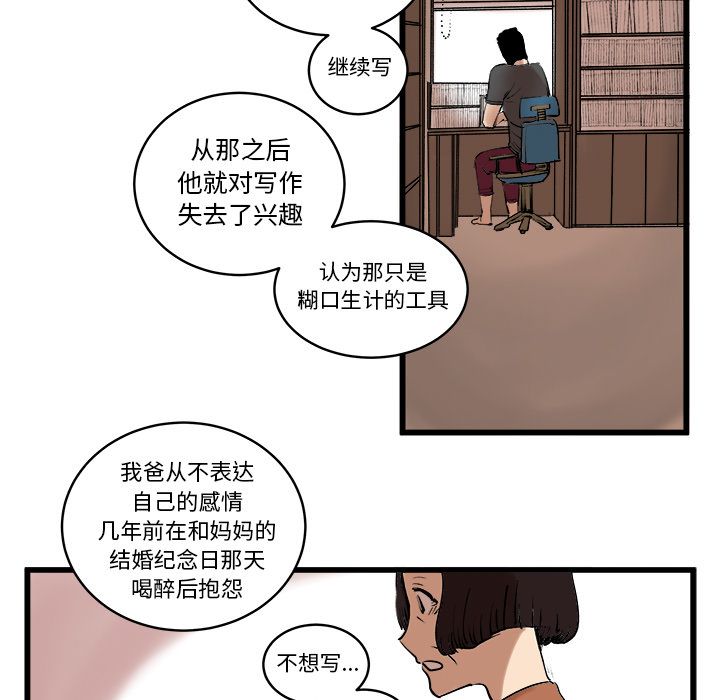 继续写
从那之后
他就对写作
失去了兴趣
认为那只是
糊口生计的工具
我爸从不表达
自己的感情
几年前在和妈妈的
结婚纪念日那天
喝醉后抱怨
不想写...